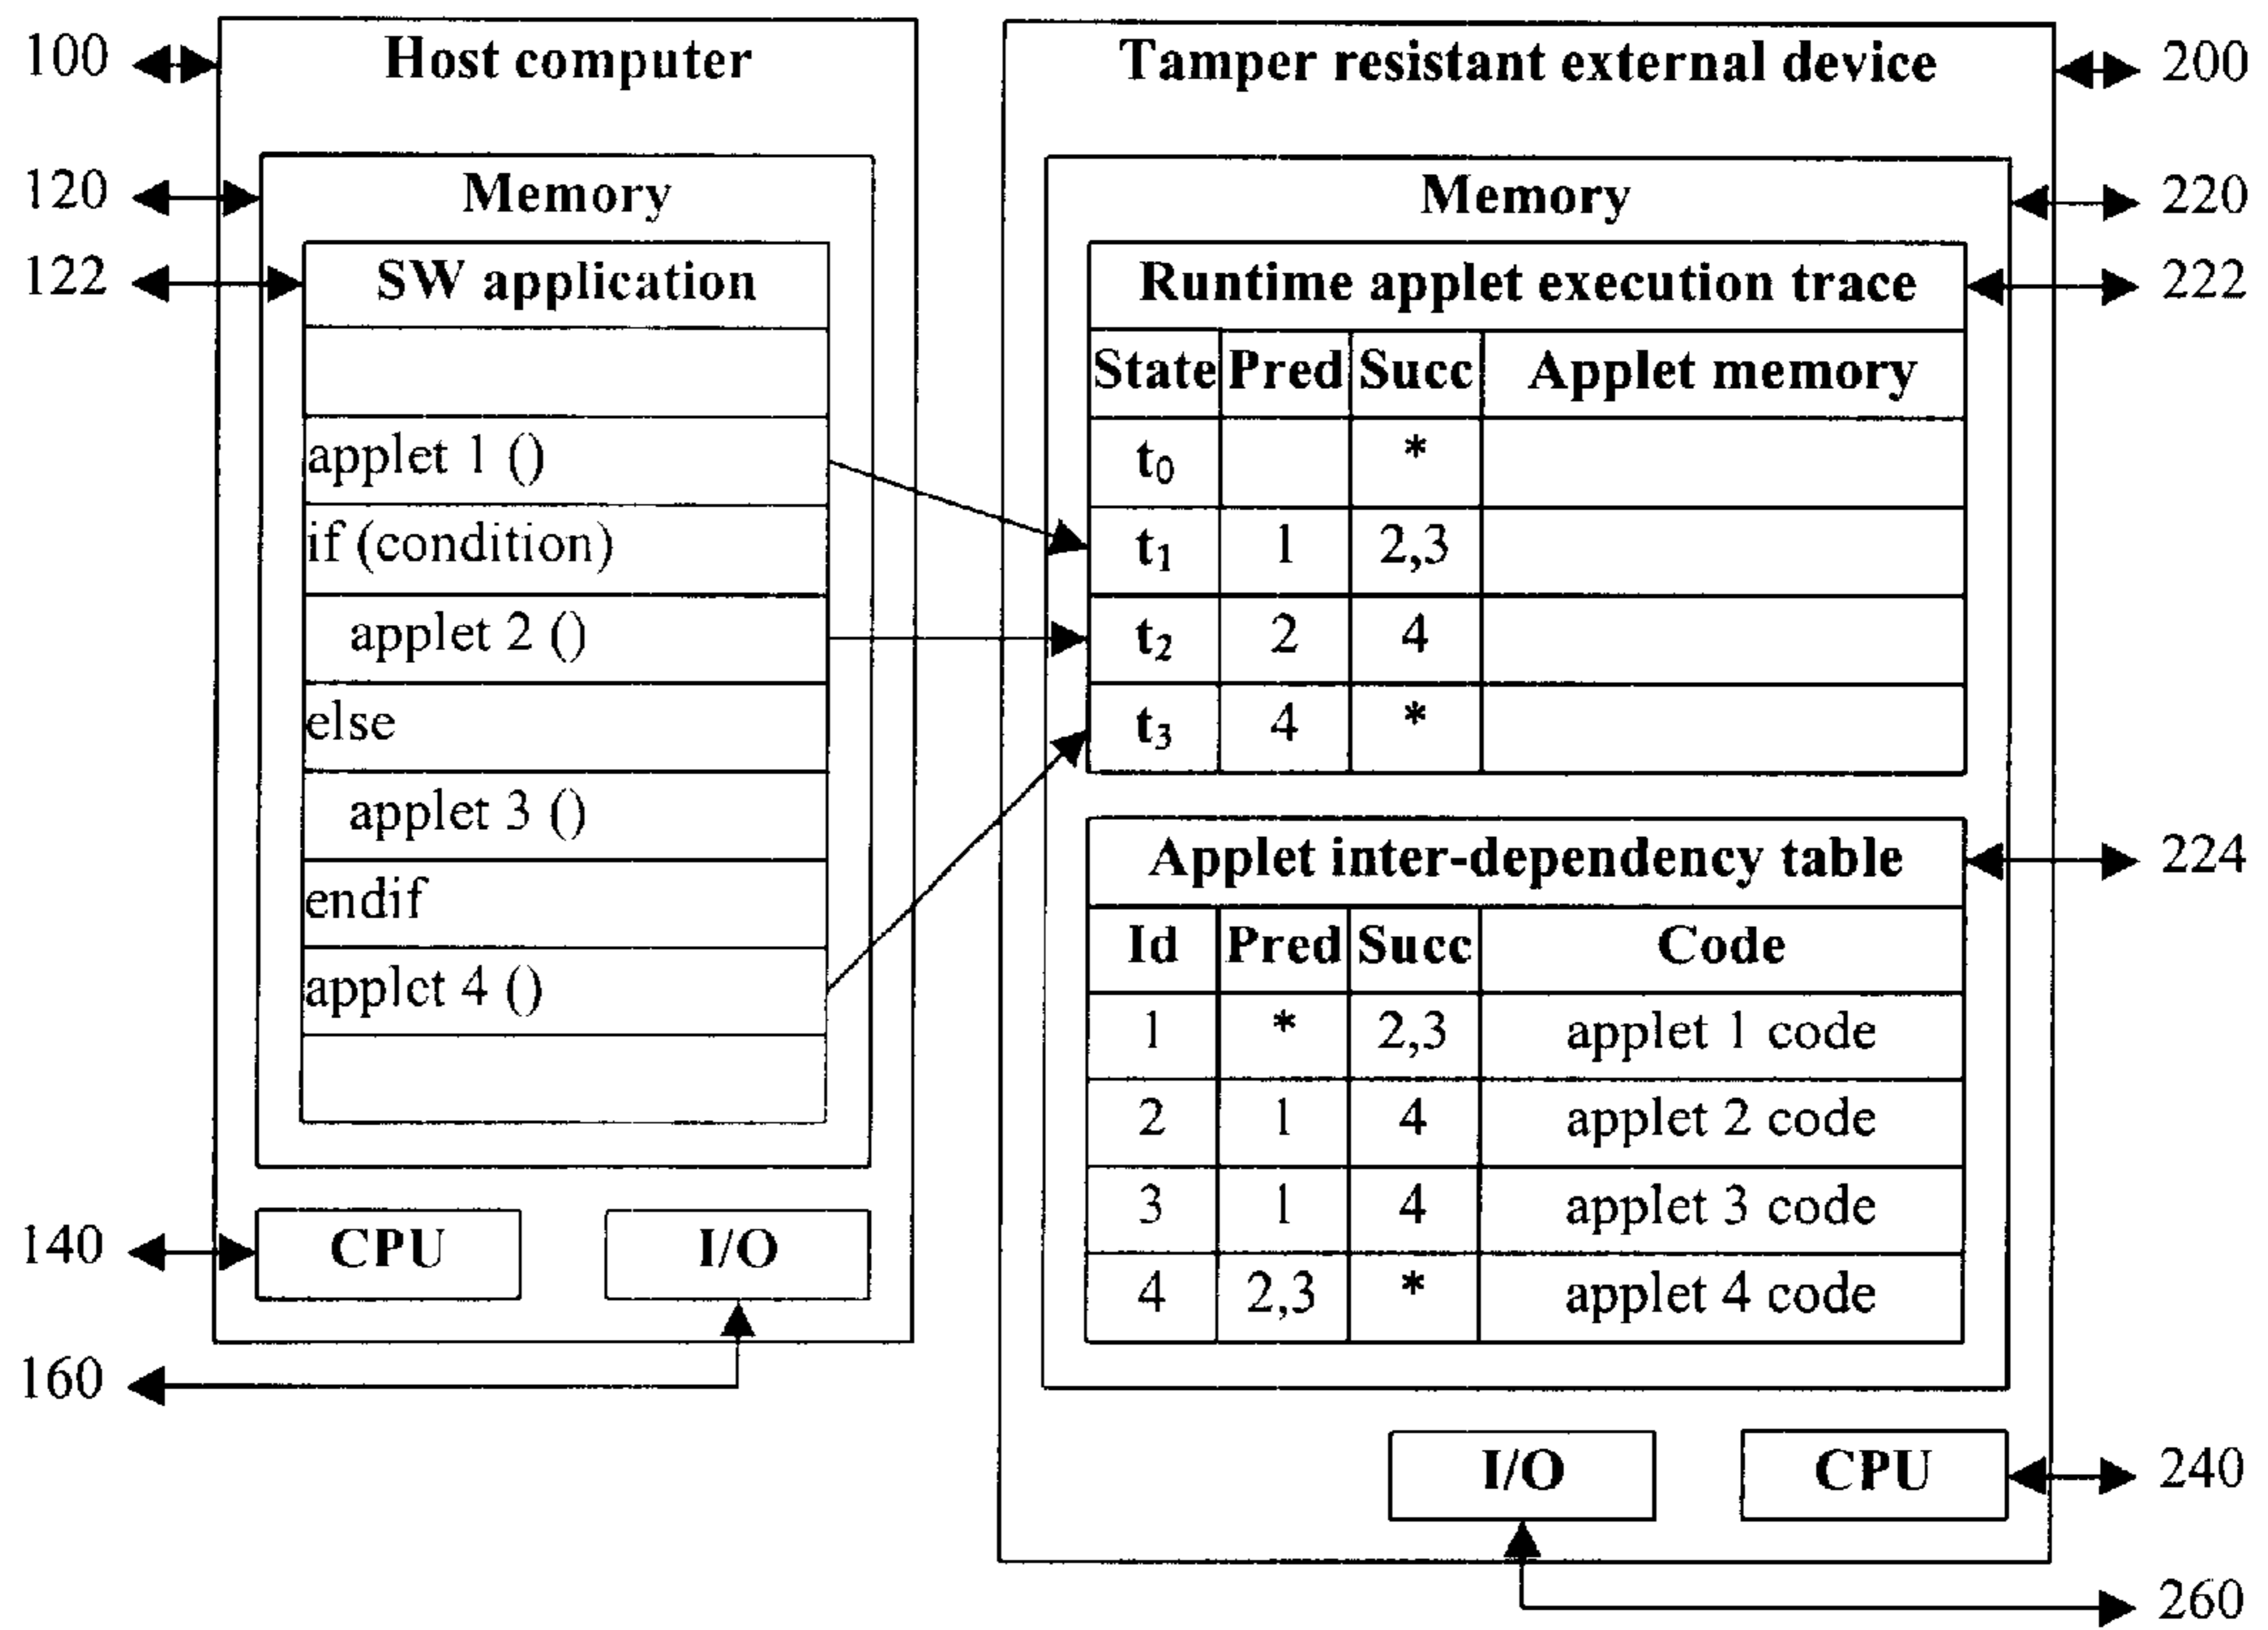 100 Host computer
120 Memory
122 SW application
applet 1 ()
if (condition)
applet 2 ()
else
applet 3 ()
endif
applet 4 ()
140 CPU I/O
160
Tamper resistant external device 200
Memory 220
Runtime applet execution trace 222
State Pred Succ Applet memory
t0 *
t1 1 2,3
t2 2 4
t3 4 *
Applet inter-dependency table 224
Id Pred Succ Code
1 * 2,3 applet 1 code
2 1 4 applet 2 code
3 1 4 applet 3 code
4 2,3 * applet 4 code
I/O CPU 240
260